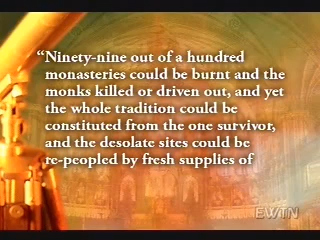 “Ninety-nine out of a hundred
monasteries could be burnt and the
monks killed or driven out, and yet
the whole tradition could be
constituted from the one survivor,
and the desolate sites could be
re-peopled by fresh supplies of
EWTN